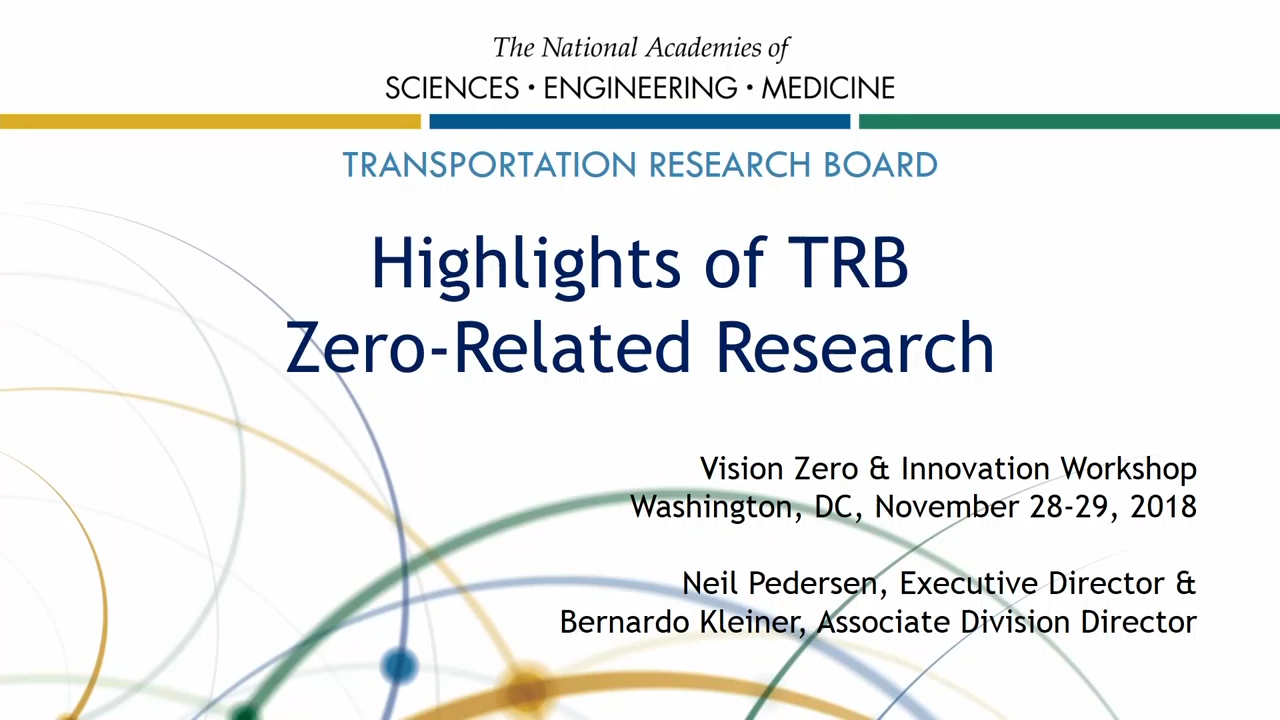 The National Academies of
SCIENCES · ENGINEERING · MEDICINE
TRANSPORTATION RESEARCH BOARD
Highlights of TRB
Zero-Related Research
Vision Zero & Innovation Workshop
Washington, DC, November 28-29, 2018
Neil Pedersen, Executive Director &
Bernardo Kleiner, Associate Division Director